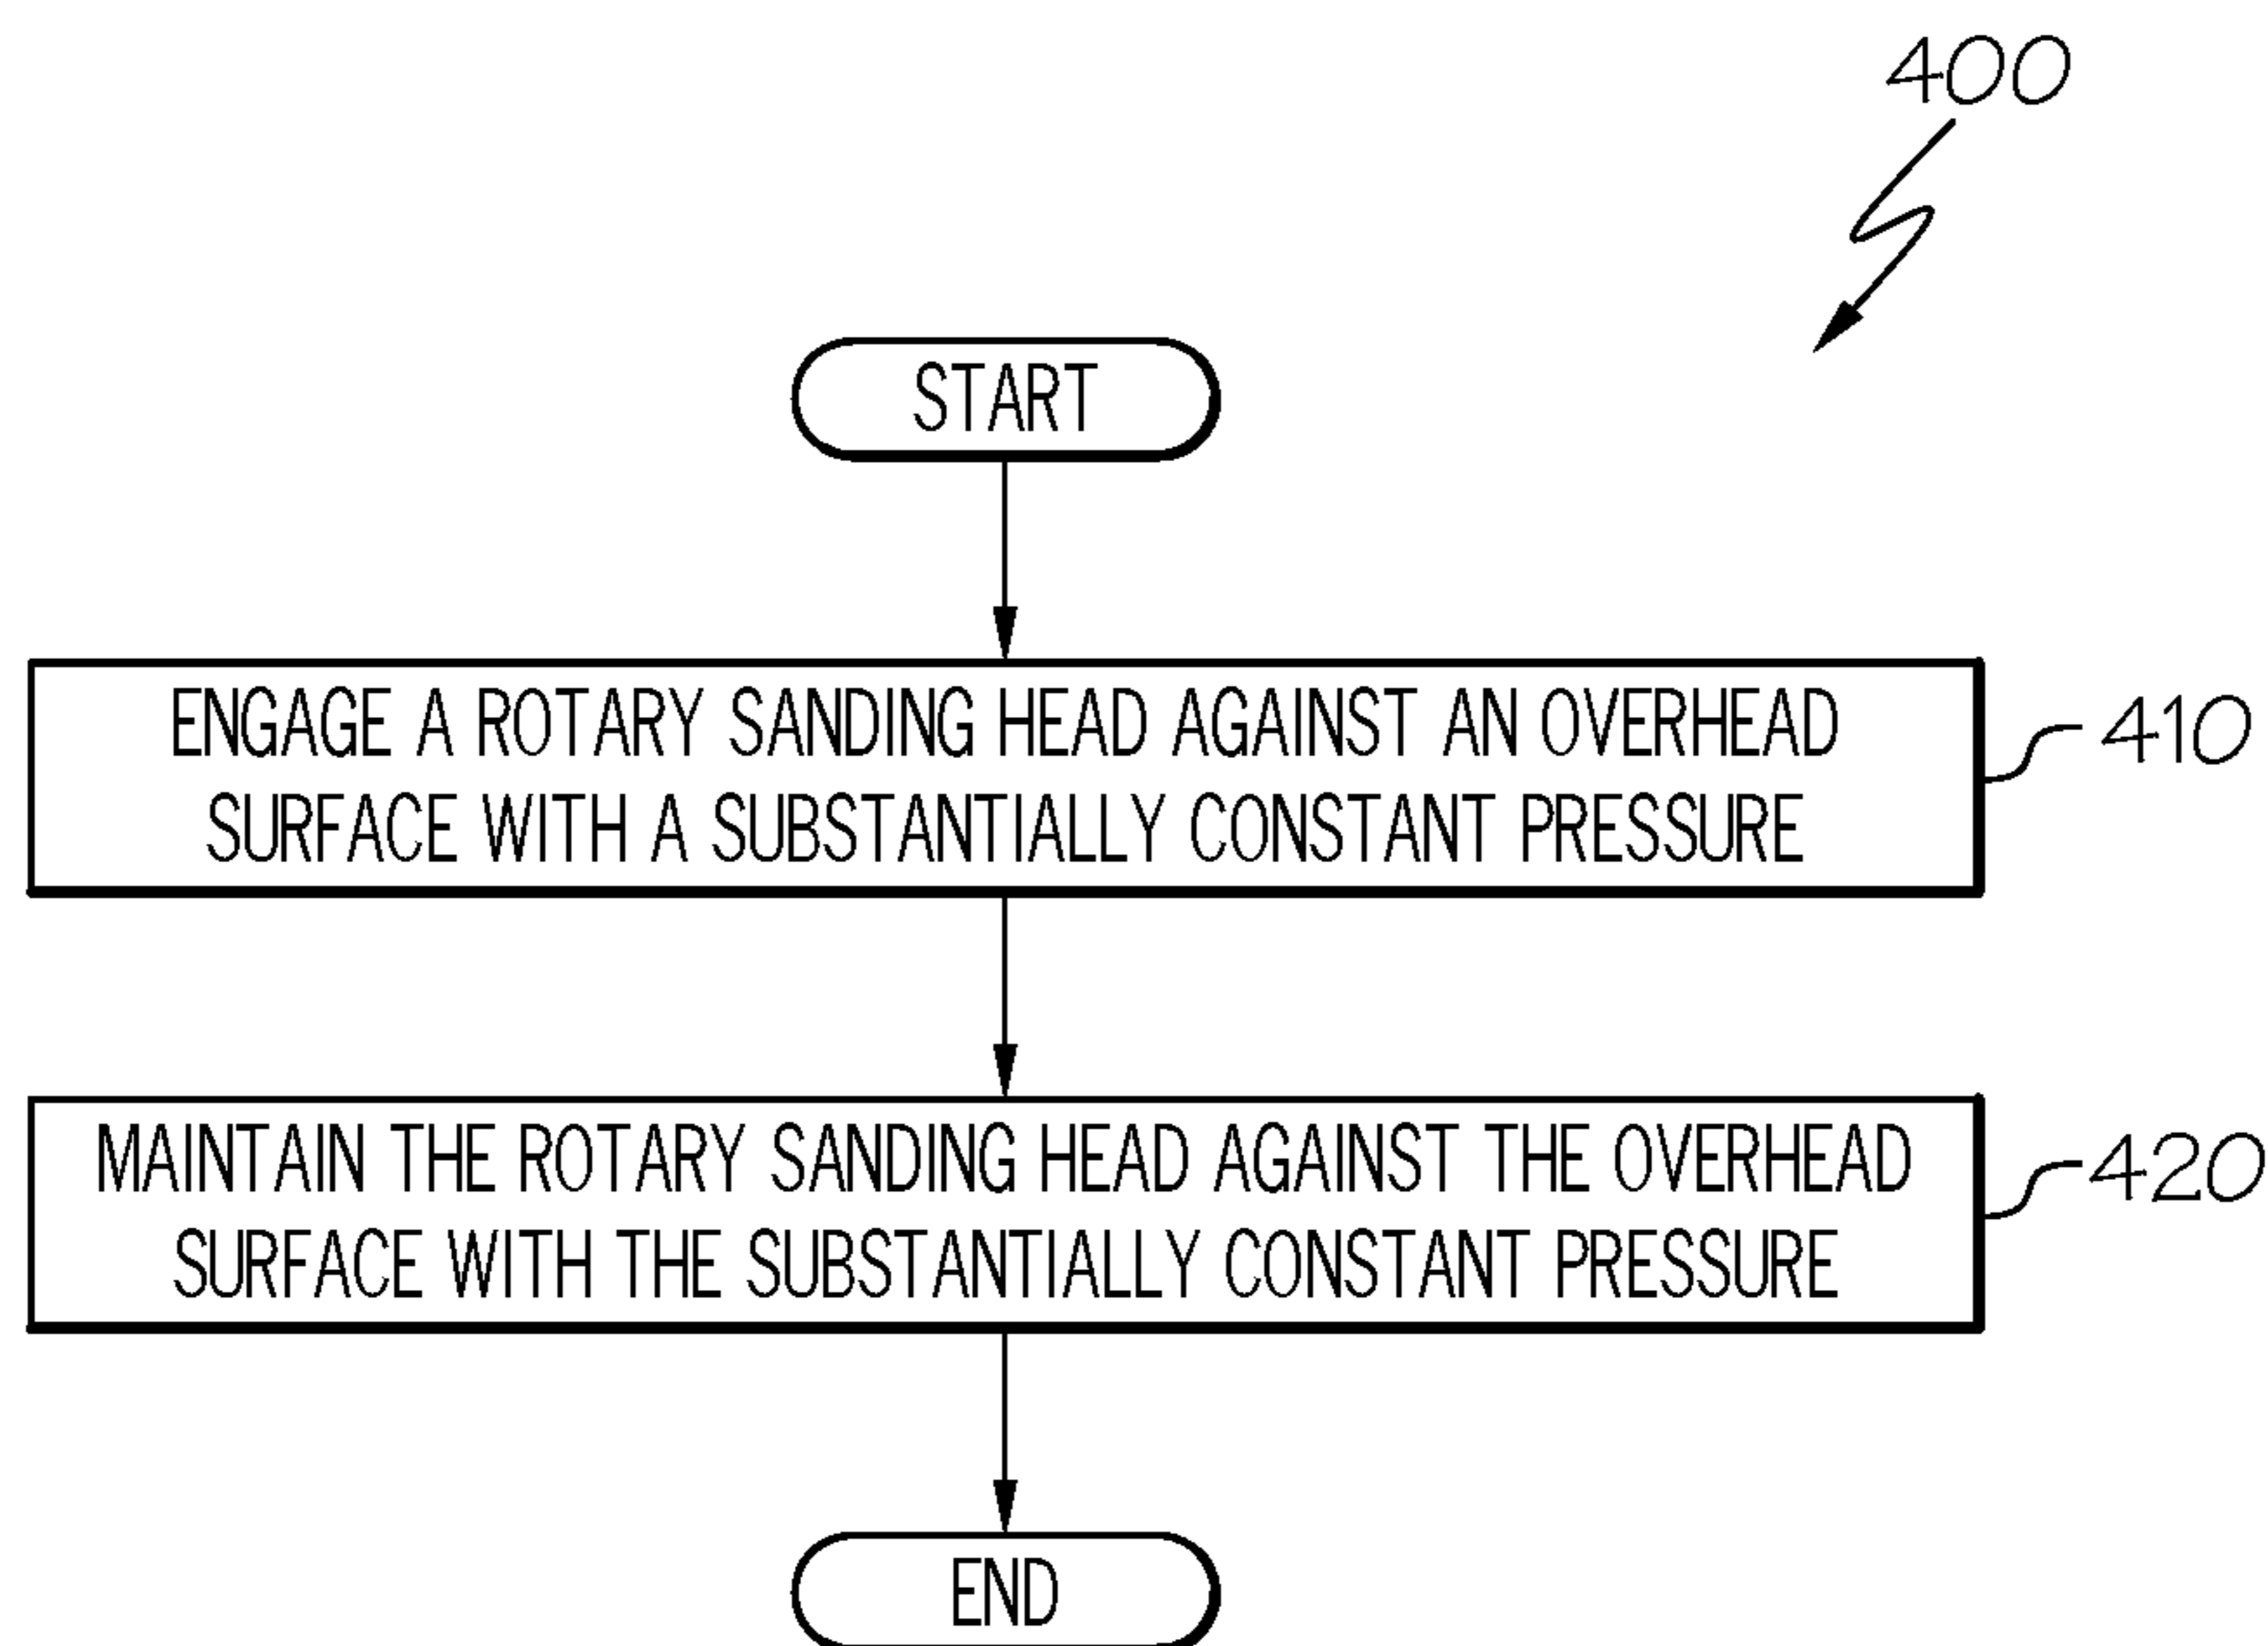 400
START
ENGAGE A ROTARY SANDING HEAD AGAINST AN OVERHEAD
SURFACE WITH A SUBSTANTIALLY CONSTANT PRESSURE
410
MAINTAIN THE ROTARY SANDING HEAD AGAINST THE OVERHEAD
SURFACE WITH THE SUBSTANTIALLY CONSTANT PRESSURE
420
END